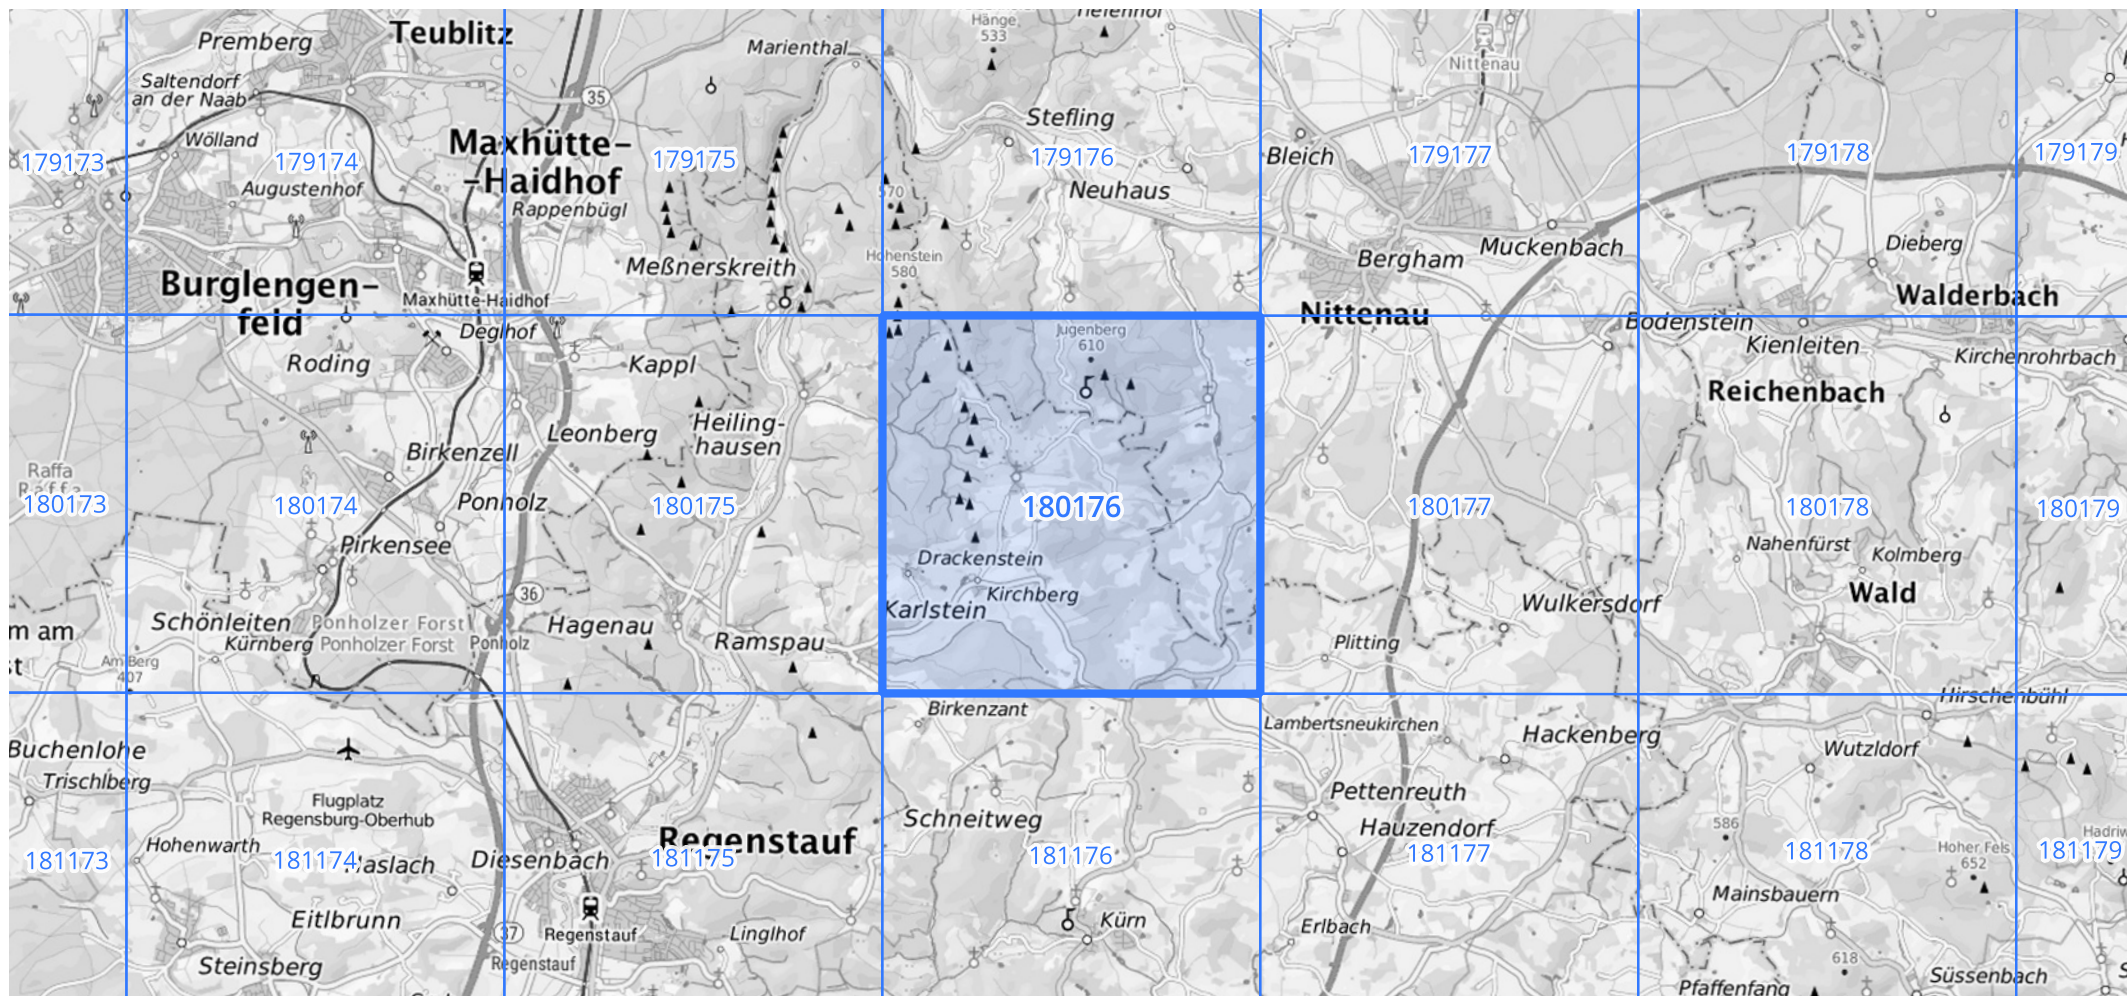 Teublitz
Premberg
Marienthal
Hänge
533
Nittenau
Saltendorf
an der Naab
35
Stefling
Wölland
Maxhütte-
-Haidhof
179173
179174
179175
179176
Bleich
179177
179178
179179
Augustenhof
Rappenbügl
570
Neuhaus
Muckenbach
Dieberg
Meßnerskreith
Hohenstein
580
Bergham
Burglengen-
feld
Maxhütte-Haidhof
Walderbach
Nittenau
Deglhof
Jugenberg
610
Bodenstein
Kienleiten
Kirchenrohrbach
Roding
Kappl
Reichenbach
Leonberg
Heiling-
hausen
Birkenzell
Raffa
Raffa
180173
180174
Ponholz
180175
180176
180177
180178
180179
Pirkensee
Drackenstein
Nahenfürst
Kolmberg
36
Kirchberg
Karlstein
Wulkersdorf
Wald
m am
st
Schönleiten
Ponholzer Forst
Ponholzer Forst
Kürnberg
Ponholz
Hagenau
Ramspau
Plitting
Am Berg
407
Birkenzant
Hirschenbühl
Lambertsneukirchen
Hackenberg
Buchenlohe
Wutzldorf
Trischlberg
Flugplatz
Regensburg-Oberhub
Pettenreuth
Schneitweg
Hauzendorf
586
Regenstauf
Hohenwarth
181173
181174
Haslach
Diesenbach
181175
181176
181177
181178
181179
Hoher Fels
652
Mainsbauern
Eitlbrunn
37
Regenstauf
Linglhof
Kürn
Erlbach
Regenstauf
Steinsberg
618
Süssenbach
Pfaffenfang